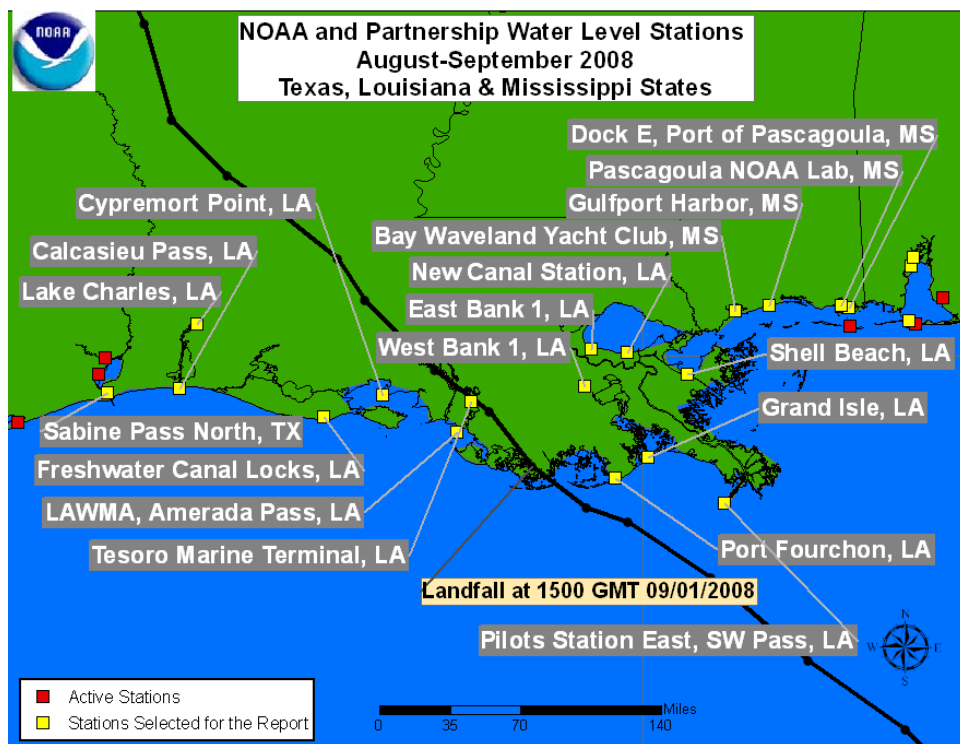 NOAA
NOAA and Partnership Water Level Stations
August-September 2008
Texas, Louisiana & Mississippi States
Dock E, Port of Pascagoula, MS
Pascagoula NOAA Lab, MS
Gulfport Harbor, MS
Bay Waveland Yacht Club, MS
New Canal Station, LA
East Bank 1, LA
West Bank 1, LA
Cypremort Point, LA
Calcasieu Pass, LA
Lake Charles, LA
Shell Beach, LA
Grand Isle, LA
Sabine Pass North, TX
Freshwater Canal Locks, LA
LAWMA, Amerada Pass, LA
Tesoro Marine Terminal, LA
Port Fourchon, LA
Landfall at 1500 GMT 09/01/2008
Pilots Station East, SW Pass, LA
N
W E
S
Active Stations
Stations Selected for the Report
Miles
0 35 70 140